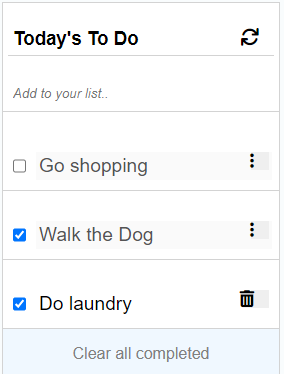 Today's To Do
Add to your list..
Go shopping
Walk the Dog
Do laundry
Clear all completed